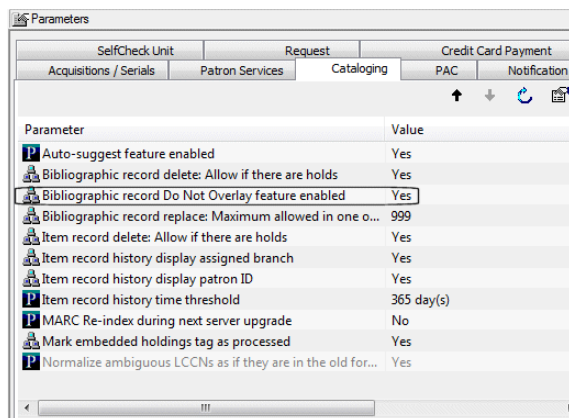 Parameters
SelfCheck Unit Request Credit Card Payment
Acquisitions / Serials Patron Services Cataloging PAC Notification
Parameter Value
Auto-suggest feature enabled Yes
Bibliographic record delete: Allow if there are holds Yes
Bibliographic record Do Not Overlay feature enabled Yes
Bibliographic record replace: Maximum allowed in one o... 999
Item record delete: Allow if there are holds Yes
Item record history display assigned branch Yes
Item record history display patron ID Yes
Item record history time threshold 365 day(s)
MARC Re-index during next server upgrade No
Mark embedded holdings tag as processed Yes
Normalize ambiguous LCCNs as if they are in the old for... Yes